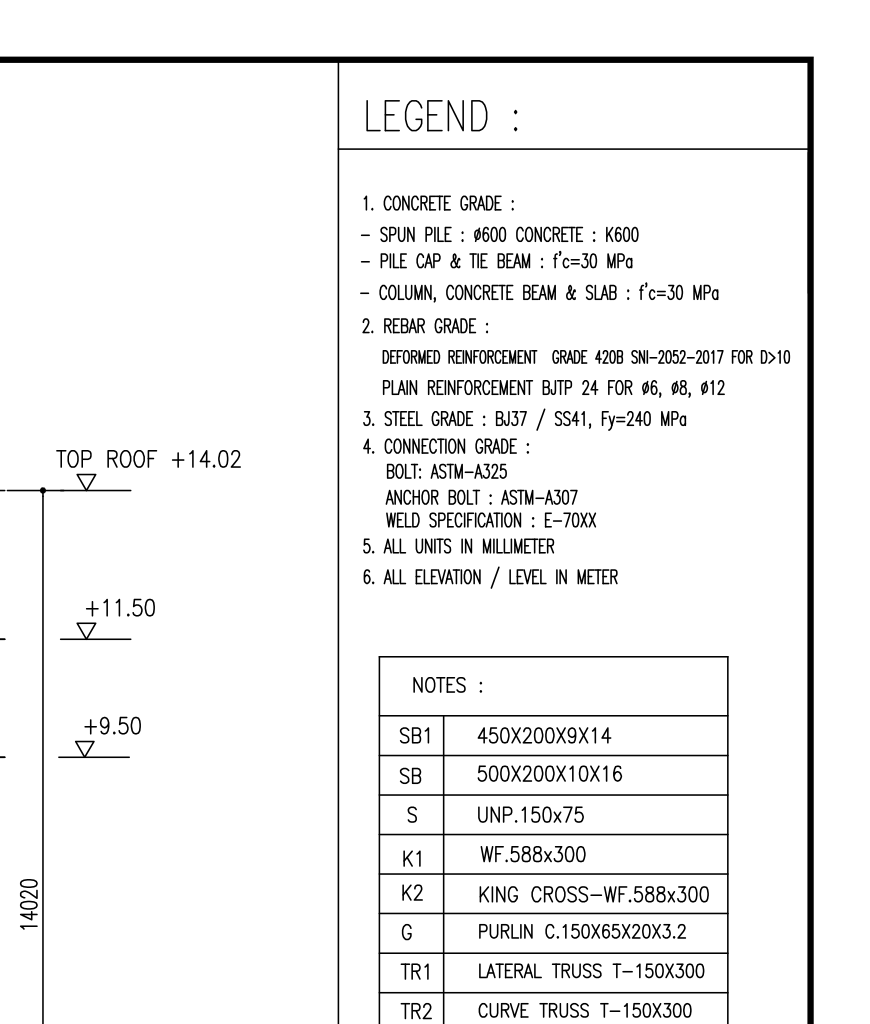 LEGEND :
1. CONCRETE GRADE :
– SPUN PILE : ø600 CONCRETE : K600
– PILE CAP & TIE BEAM : f'c=30 MPa
– COLUMN, CONCRETE BEAM & SLAB : f'c=30 MPa
2. REBAR GRADE :
DEFORMED REINFORCEMENT GRADE 420B SNI–2052–2017 FOR D>10
PLAIN REINFORCEMENT BJTP 24 FOR ø6, ø8, ø12
3. STEEL GRADE : BJ37 / SS41, Fy=240 MPa
4. CONNECTION GRADE :
BOLT: ASTM–A325
ANCHOR BOLT : ASTM–A307
WELD SPECIFICATION : E–70XX
5. ALL UNITS IN MILLIMETER
6. ALL ELEVATION / LEVEL IN METER
TOP ROOF +14.02
+11.50
+9.50
14020
NOTES :
SB1 450X200X9X14
SB 500X200X10X16
S UNP.150x75
K1 WF.588x300
K2 KING CROSS–WF.588x300
G PURLIN C.150X65X20X3.2
TR1 LATERAL TRUSS T–150X300
TR2 CURVE TRUSS T–150X300